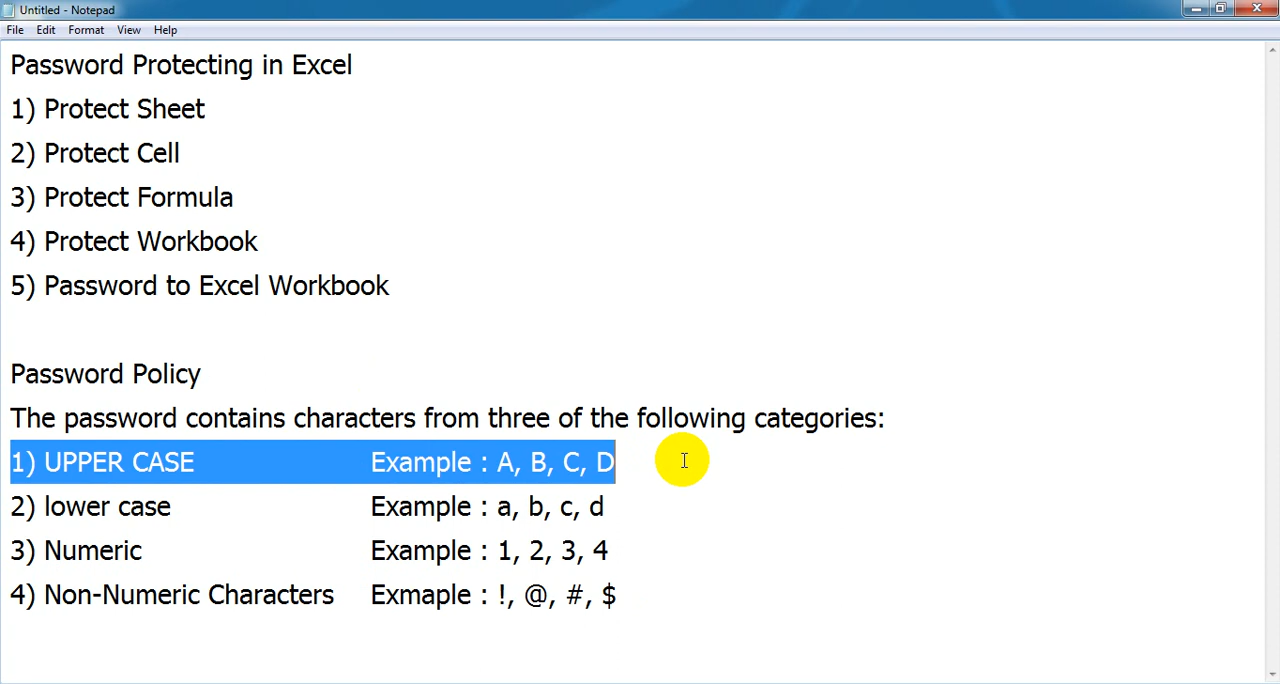 Untitled - Notepad
File Edit Format View Help
Password Protecting in Excel
1) Protect Sheet
2) Protect Cell
3) Protect Formula
4) Protect Workbook
5) Password to Excel Workbook
Password Policy
The password contains characters from three of the following categories:
1) UPPER CASE Example : A, B, C, D
2) lower case Example : a, b, c, d
3) Numeric Example : 1, 2, 3, 4
4) Non-Numeric Characters Exmaple : !, @, #, $